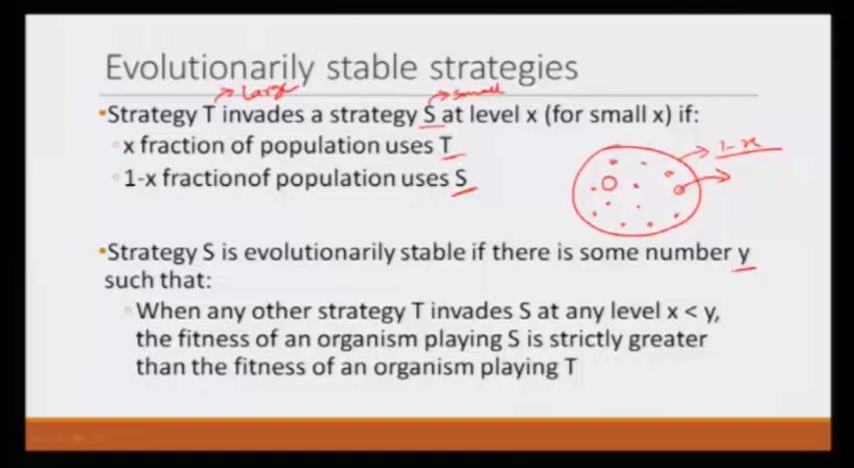 Evolutionarily stable strategies
→ Large → small
•Strategy T invades a strategy S at level x (for small x) if:
◦x fraction of population uses T
◦1-x fractionof population uses S
→ 1-x
•Strategy S is evolutionarily stable if there is some number y
such that:
◦When any other strategy T invades S at any level x < y,
the fitness of an organism playing S is strictly greater
than the fitness of an organism playing T